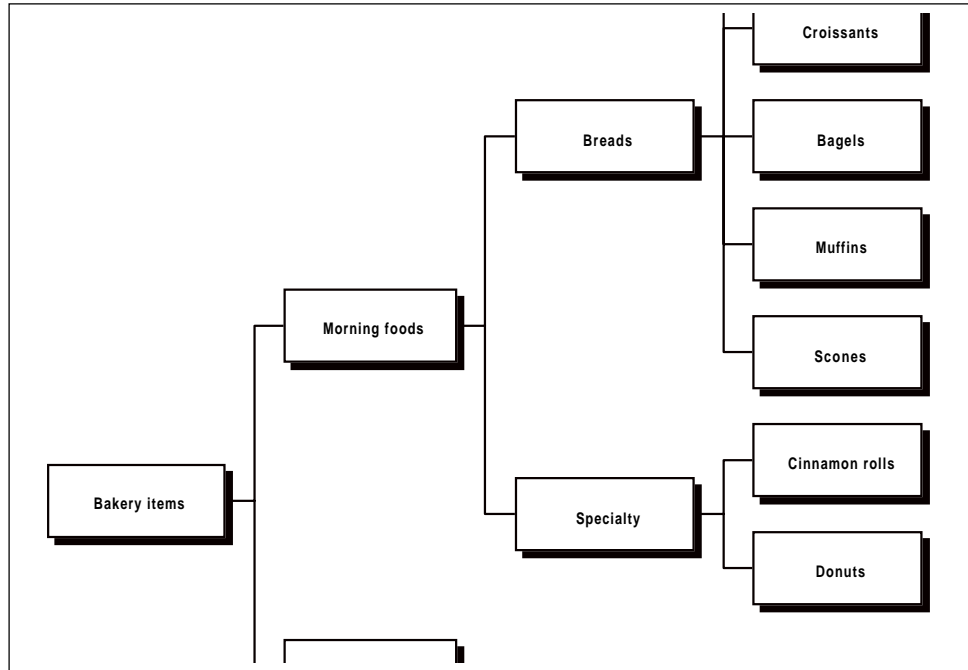 Croissants
Breads
Bagels
Muffins
Morning foods
Scones
Cinnamon rolls
Bakery items
Specialty
Donuts